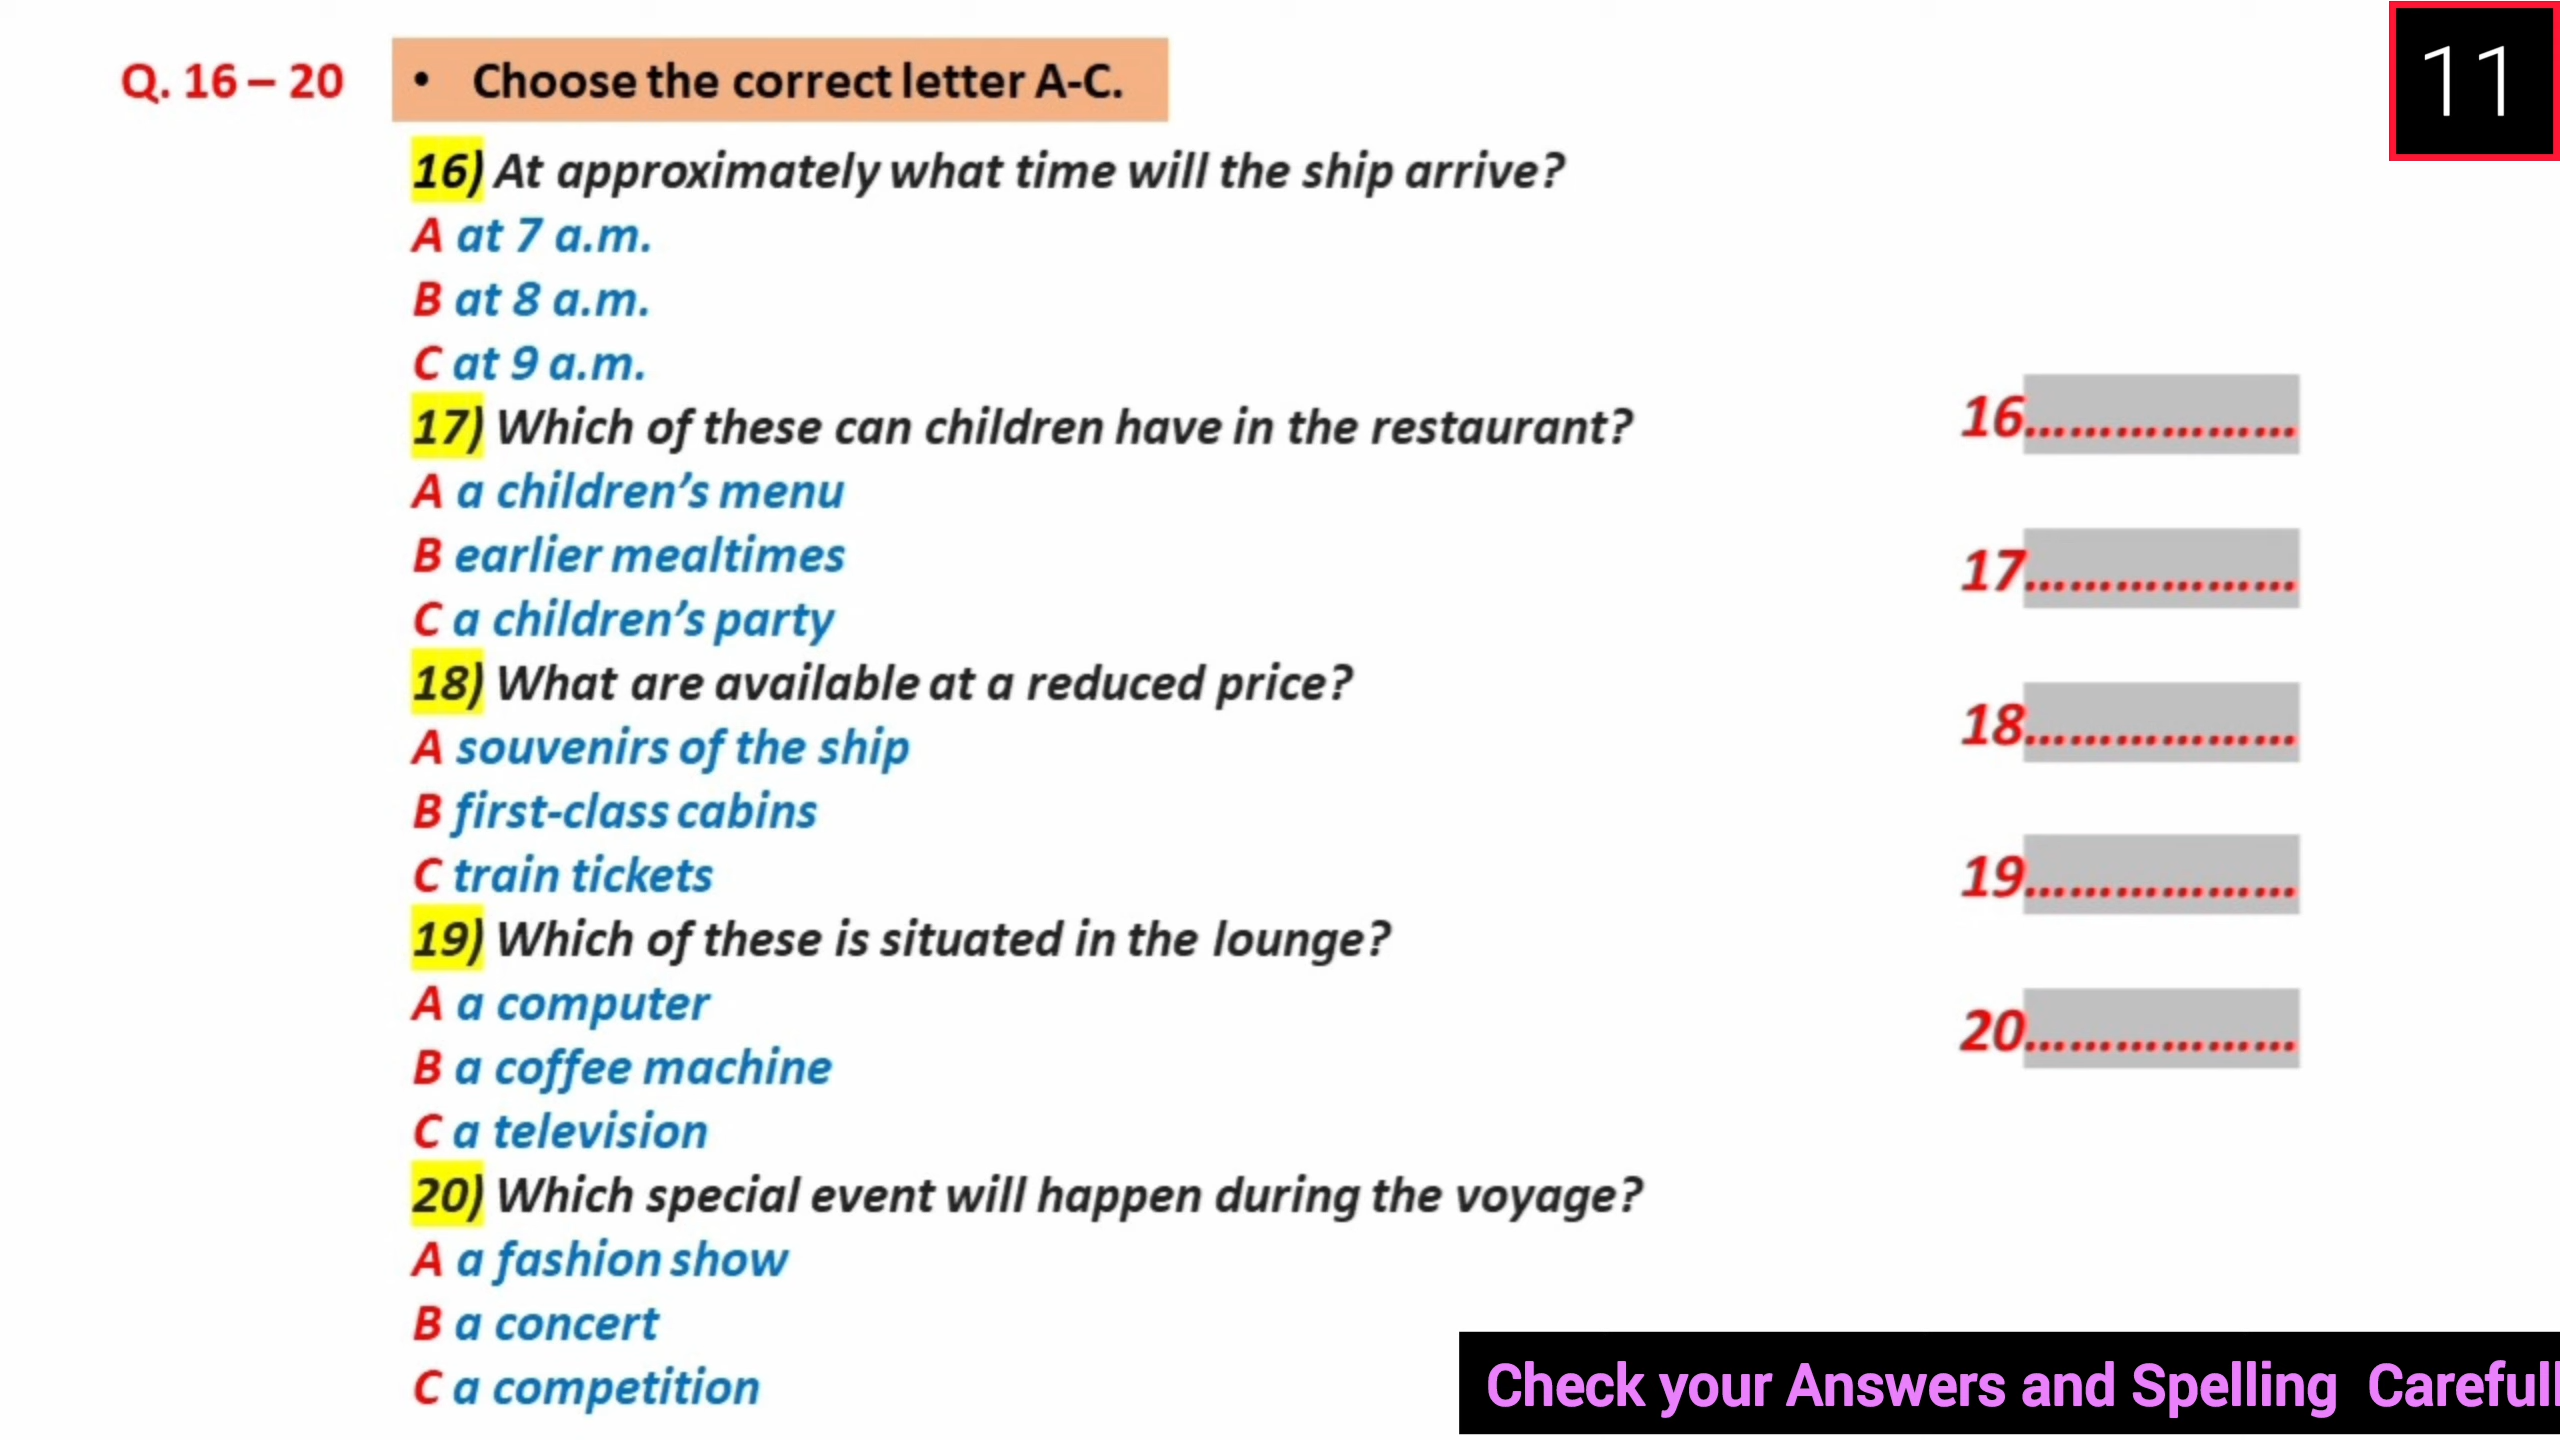 Q. 16 – 20
• Choose the correct letter A-C.
11
16) At approximately what time will the ship arrive?
A at 7 a.m.
B at 8 a.m.
C at 9 a.m.
17) Which of these can children have in the restaurant?
A a children’s menu
B earlier mealtimes
C a children’s party
18) What are available at a reduced price?
A souvenirs of the ship
B first-class cabins
C train tickets
19) Which of these is situated in the lounge?
A a computer
B a coffee machine
C a television
20) Which special event will happen during the voyage?
A a fashion show
B a concert
C a competition
16..................
17..................
18..................
19..................
20..................
Check your Answers and Spelling Carefull